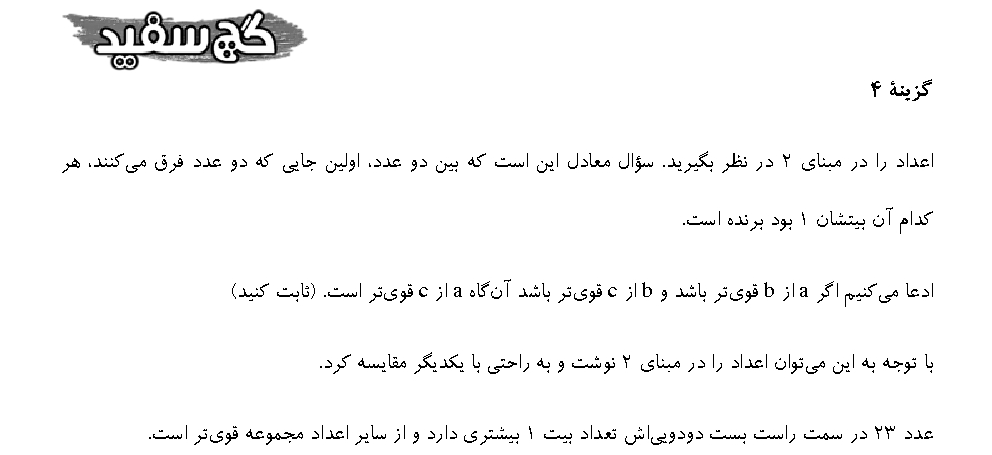 گچ سفید
گزینهٔ ۴
اعداد را در مبنای ۲ در نظر بگیرید. سؤال معادل این است که بین دو عدد، اولین جایی که دو عدد فرق می‌کنند، هر
کدام آن بیتشان ۱ بود برنده است.
ادعا می‌کنیم اگر a از b قوی‌تر باشد و b از c قوی‌تر باشد آن‌گاه a از c قوی‌تر است. (ثابت کنید)
با توجه به این می‌توان اعداد را در مبنای ۲ نوشت و به راحتی با یکدیگر مقایسه کرد.
عدد ۲۳ در سمت راست بست دودویی‌اش تعداد بیت ۱ بیشتری دارد و از سایر اعداد مجموعه قوی‌تر است.